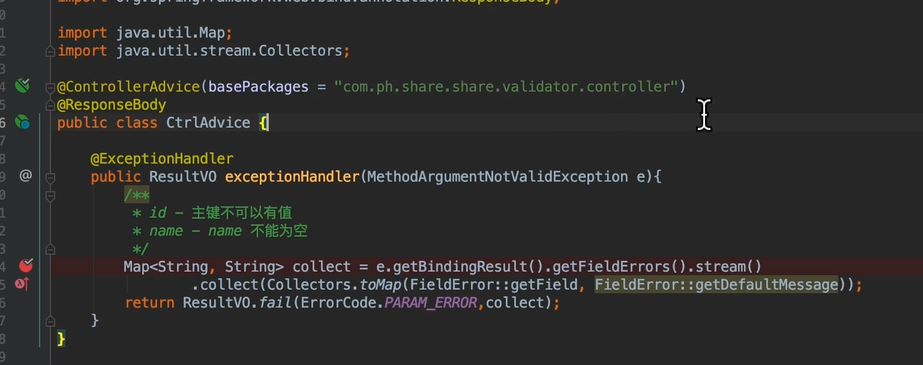 import org.springframework.web.bind.annotation.ResponseBody;
import java.util.Map;
import java.util.stream.Collectors;
@ControllerAdvice(basePackages = "com.ph.share.share.validator.controller")
@ResponseBody
public class CtrlAdvice {
@ExceptionHandler
public ResultVO exceptionHandler(MethodArgumentNotValidException e){
/**
* id - 主键不可以有值
* name - name 不能为空
*/
Map<String, String> collect = e.getBindingResult().getFieldErrors().stream()
.collect(Collectors.toMap(FieldError::getField, FieldError::getDefaultMessage));
return ResultVO.fail(ErrorCode.PARAM_ERROR,collect);
}
}